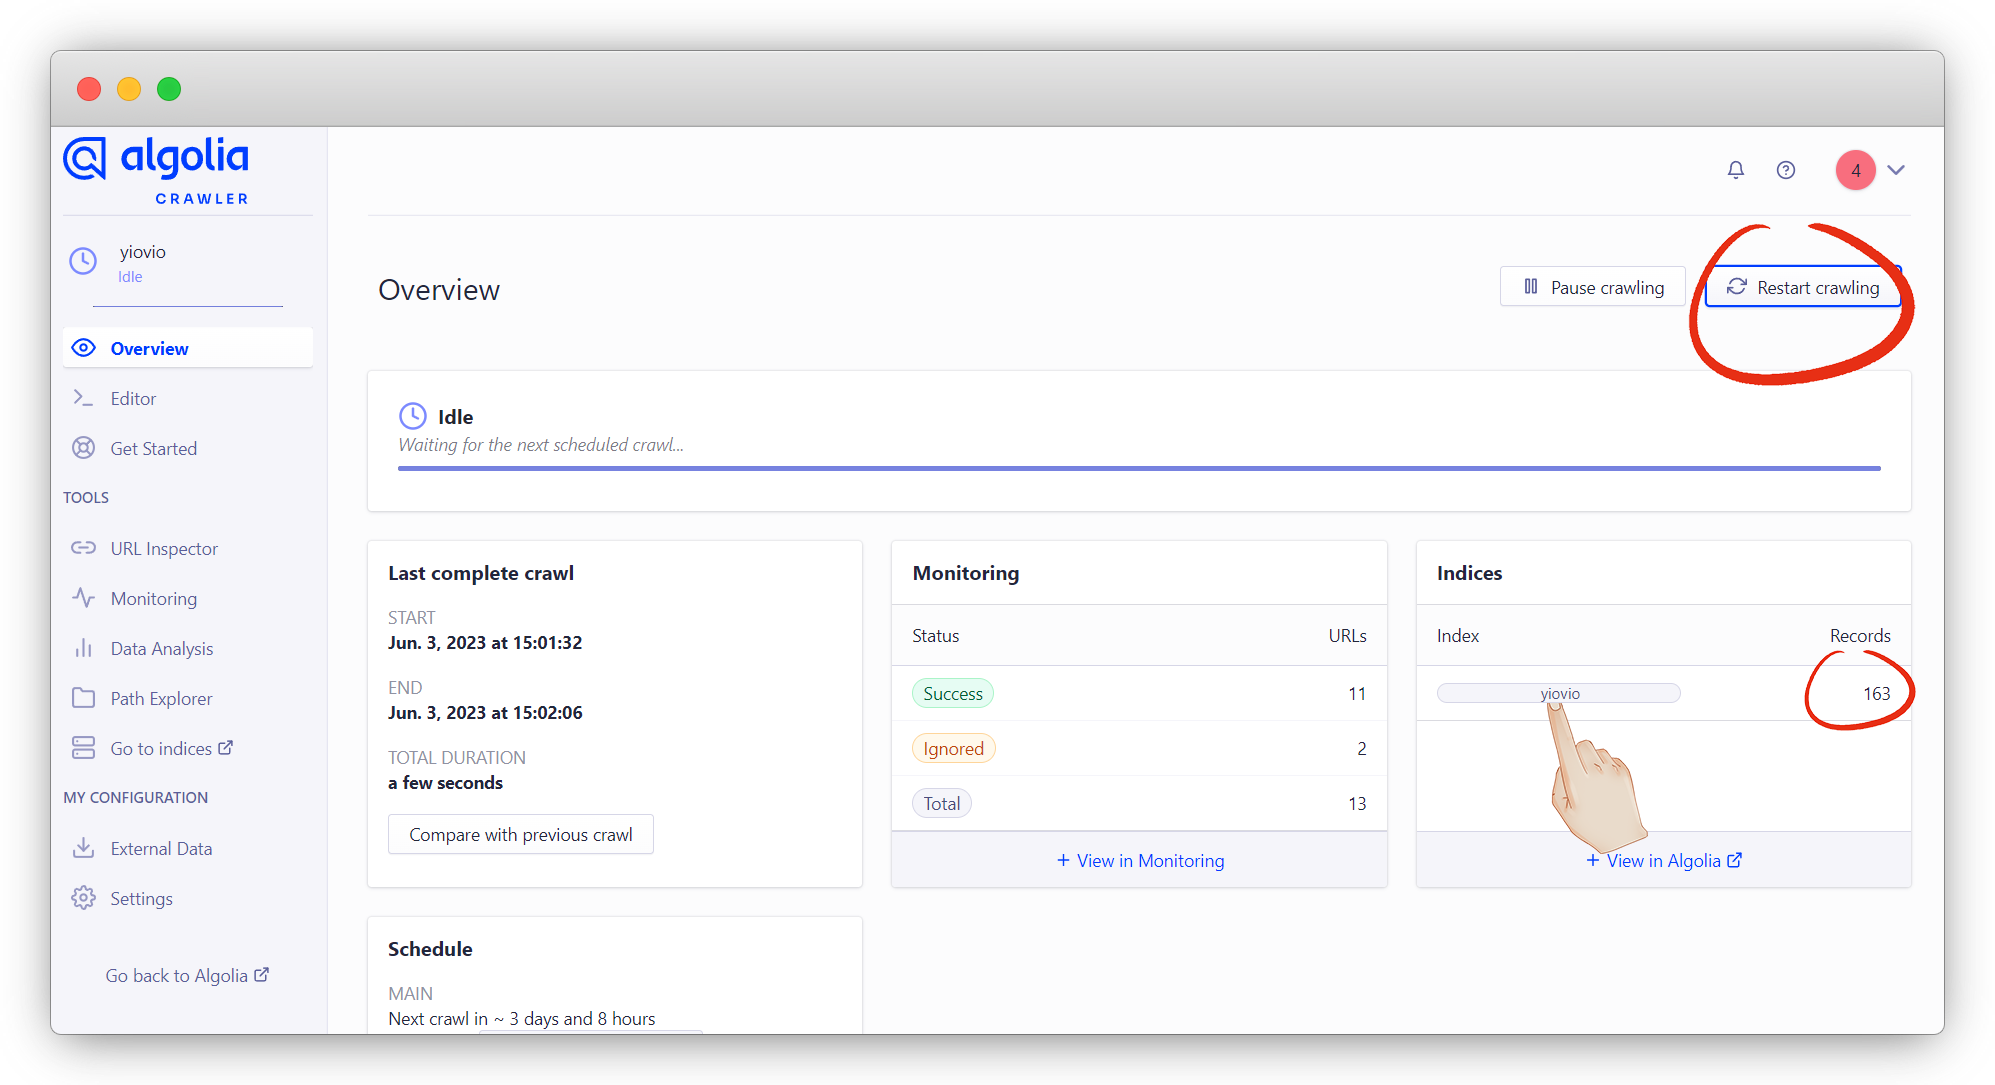 algolia
CRAWLER
yiovio
Idle
Overview
Editor
Get Started
TOOLS
URL Inspector
Monitoring
Data Analysis
Path Explorer
Go to indices
MY CONFIGURATION
External Data
Settings
Go back to Algolia
4
Overview
Pause crawling
Restart crawling
Idle
Waiting for the next scheduled crawl...
Last complete crawl
START
Jun. 3, 2023 at 15:01:32
END
Jun. 3, 2023 at 15:02:06
TOTAL DURATION
a few seconds
Compare with previous crawl
Monitoring
Status URLs
Success 11
Ignored 2
Total 13
+ View in Monitoring
Indices
Index Records
yiovio 163
+ View in Algolia
Schedule
MAIN
Next crawl in ~ 3 days and 8 hours